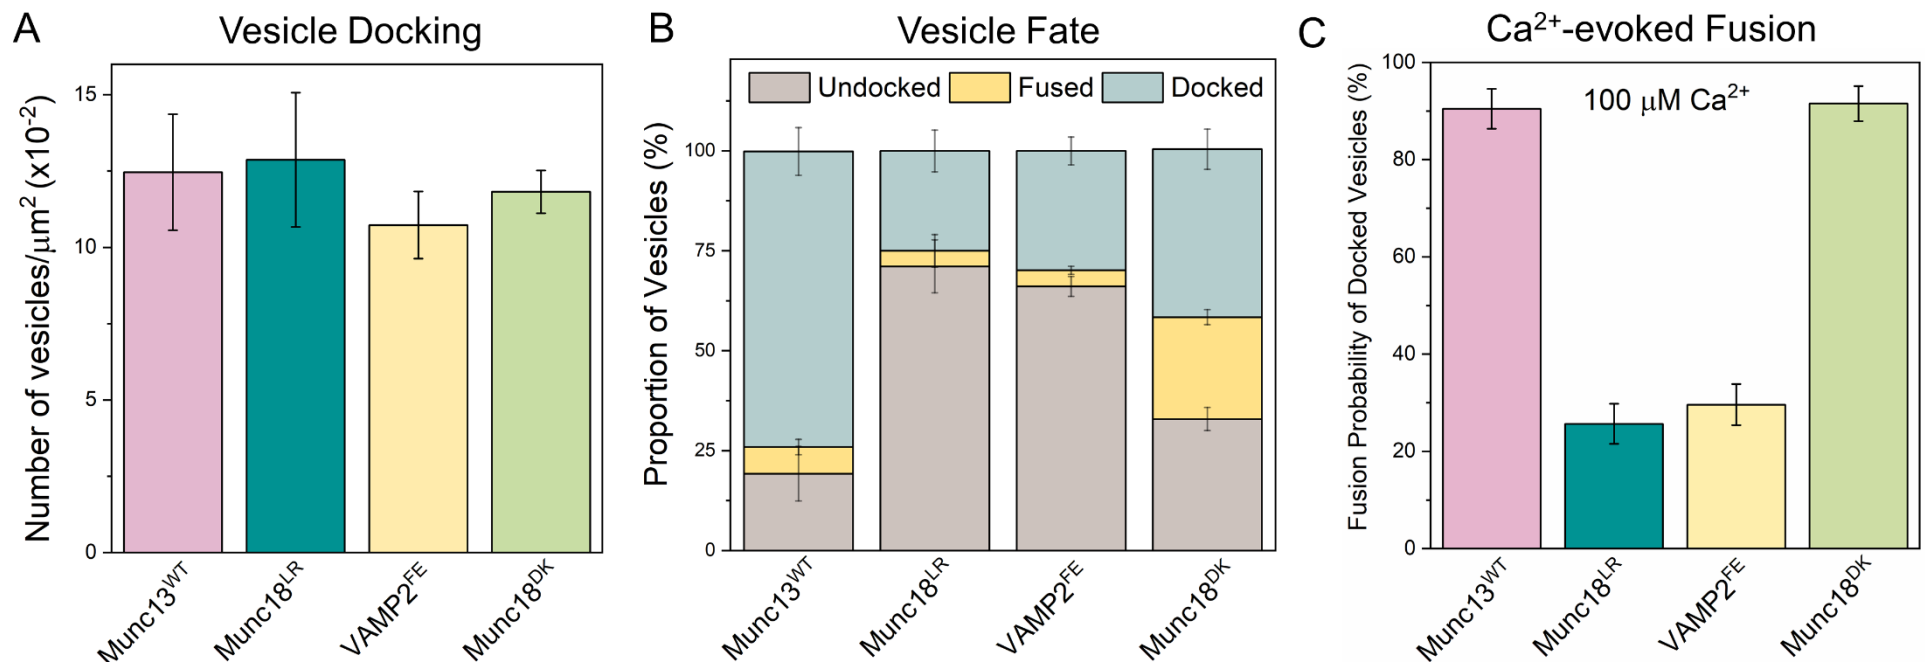 A
Vesicle Docking
Number of vesicles/μm² (x10⁻²)
15
10
5
0
Munc13ᵂᵀ
Munc18ᴸᴿ
VAMP2ᶠᴱ
Munc18ᴰᴷ
B
Vesicle Fate
Undocked Fused Docked
Proportion of Vesicles (%)
100
75
50
25
0
Munc13ᵂᵀ
Munc18ᴸᴿ
VAMP2ᶠᴱ
Munc18ᴰᴷ
C
Ca²⁺-evoked Fusion
100 μM Ca²⁺
Fusion Probability of Docked Vesicles (%)
100
80
60
40
20
0
Munc13ᵂᵀ
Munc18ᴸᴿ
VAMP2ᶠᴱ
Munc18ᴰᴷ